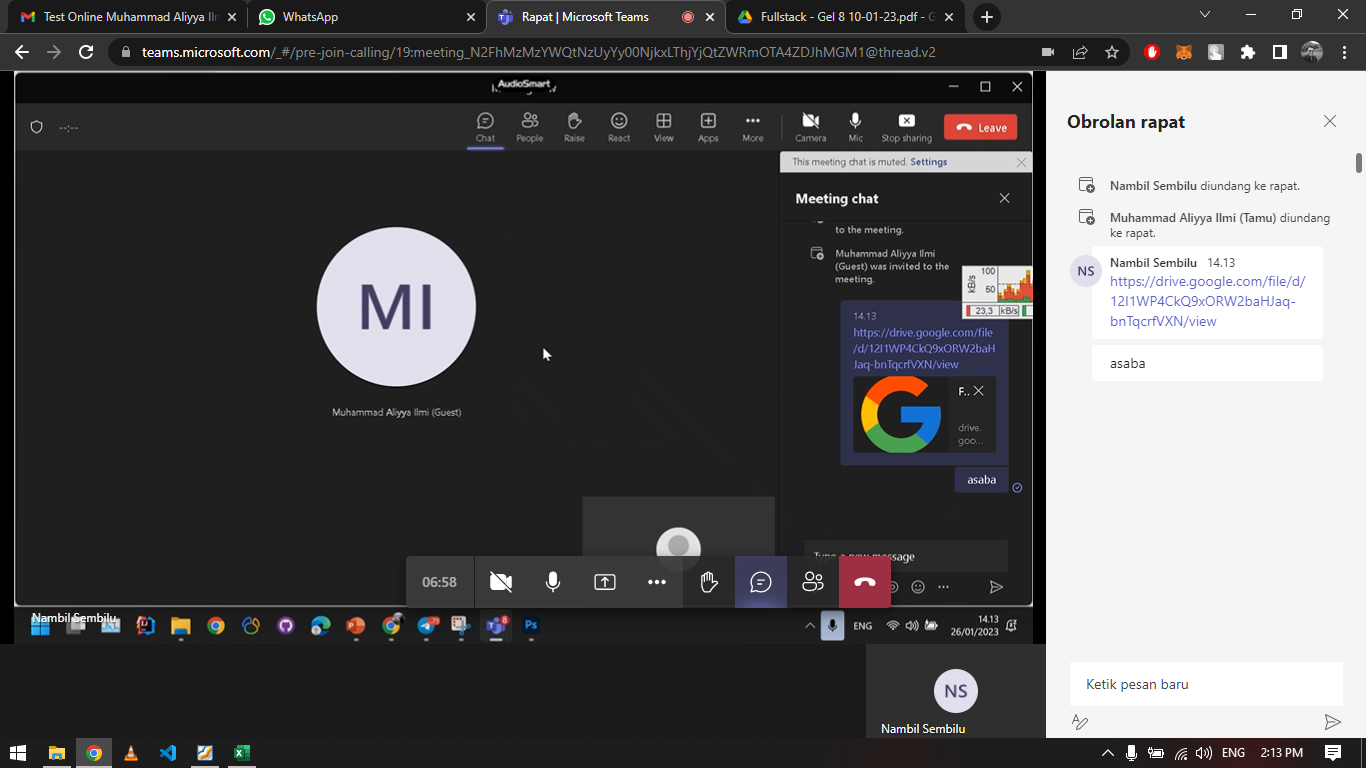 Test Online Muhammad Aliyya Iln
WhatsApp
Rapat | Microsoft Teams
Fullstack - Gel 8 10-01-23.pdf - G
teams.microsoft.com/_#/pre-join-calling/19:meeting_N2FhMzMzYWQtNzUyYy00NjkxLThjYjQtZWRmOTA4ZDJhMGM1@thread.v2
AudioSmart
--:--
Chat
People
Raise
React
View
Apps
More
Camera
Mic
Stop sharing
Leave
This meeting chat is muted. Settings
Meeting chat
to the meeting.
Muhammad Aliyya Ilmi
(Guest) was invited to the
meeting.
kB/s
100
50
23,3 kB/s
14.13
https://drive.google.com/file
/d/12I1WP4CkQ9xORW2baH
Jaq-bnTqcrfVXN/view
F..
drive.
goo...
asaba
Type a new message
MI
Muhammad Aliyya Ilmi (Guest)
06:58
Nambil Sembilu
8
Ps
ENG
14.13
26/01/2023
NS
Nambil Sembilu
Obrolan rapat
Nambil Sembilu diundang ke rapat.
Muhammad Aliyya Ilmi (Tamu) diundang
ke rapat.
NS
Nambil Sembilu 14.13
https://drive.google.com/file/d/
12I1WP4CkQ9xORW2baHJaq-
bnTqcrfVXN/view
asaba
Ketik pesan baru
ENG
2:13 PM